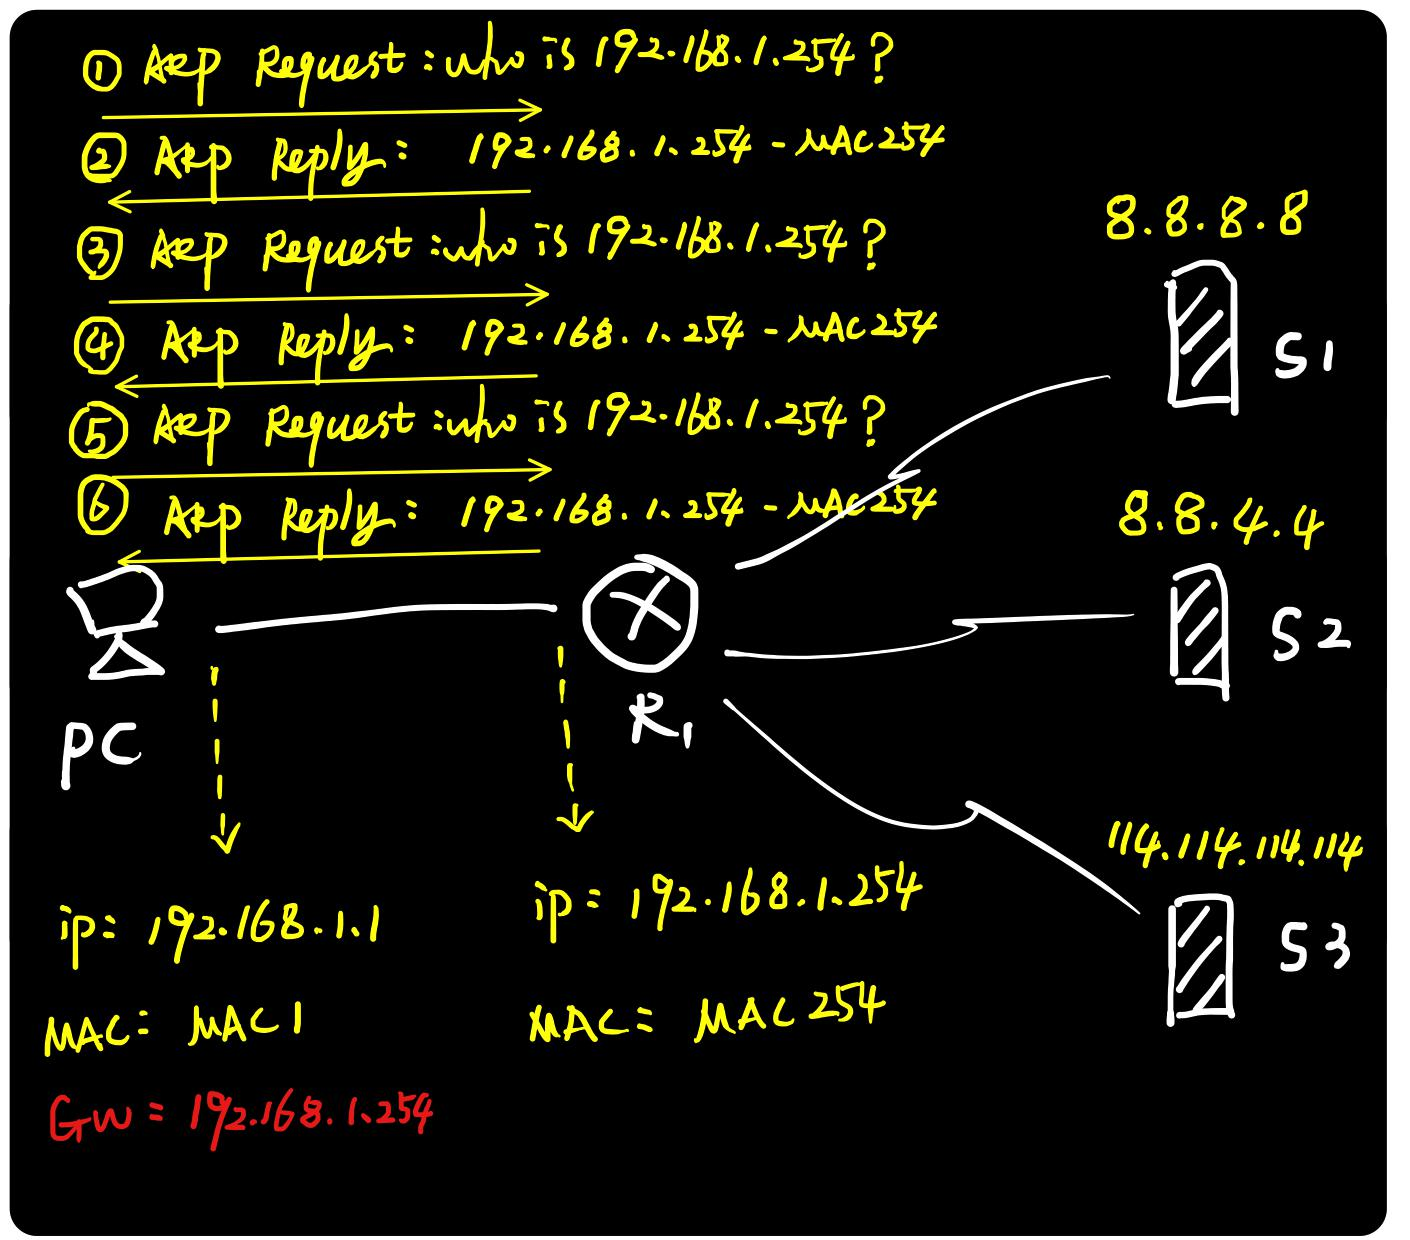 ① ARP Request: who is 192.168.1.254?
② ARP Reply: 192.168.1.254-MAC254
③ ARP Request: who is 192.168.1.254?
④ ARP Reply: 192.168.1.254-MAC254
⑤ ARP Request: who is 192.168.1.254?
⑥ ARP Reply: 192.168.1.254-MAC254
8.8.8.8
S1
8.8.4.4
S2
PC
R1
114.114.114.114
S3
ip= 192.168.1.1
MAC= MAC1
GW = 192.168.1.254
ip= 192.168.1.254
MAC= MAC254